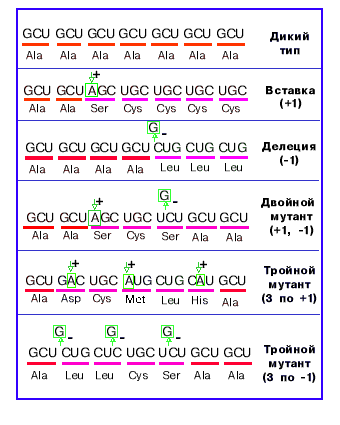 GCU GCU GCU GCU GCU GCU GCU
Ala Ala Ala Ala Ala Ala Ala
Дикий
тип
+
GCU GCU AGC UGC UGC UGC UGC
Ala Ala Ser Cys Cys Cys Cys
Вставка
(+1)
G -
GCU GCU GCU GCU CUG CUG CUG
Ala Ala Ala Ala Leu Leu Leu
Делеция
(-1)
+ G -
GCU GCU AGC UGC UCU GCU GCU
Ala Ala Ser Cys Ser Ala Ala
Двойной
мутант
(+1, -1)
+ + +
GCU GAC UGC AUG CUG CAU GCU
Ala Asp Cys Met Leu His Ala
Тройной
мутант
(3 по +1)
G - G - G -
GCU CUG CUC UGC UCU GCU GCU
Ala Leu Leu Cys Ser Ala Ala
Тройной
мутант
(3 по -1)